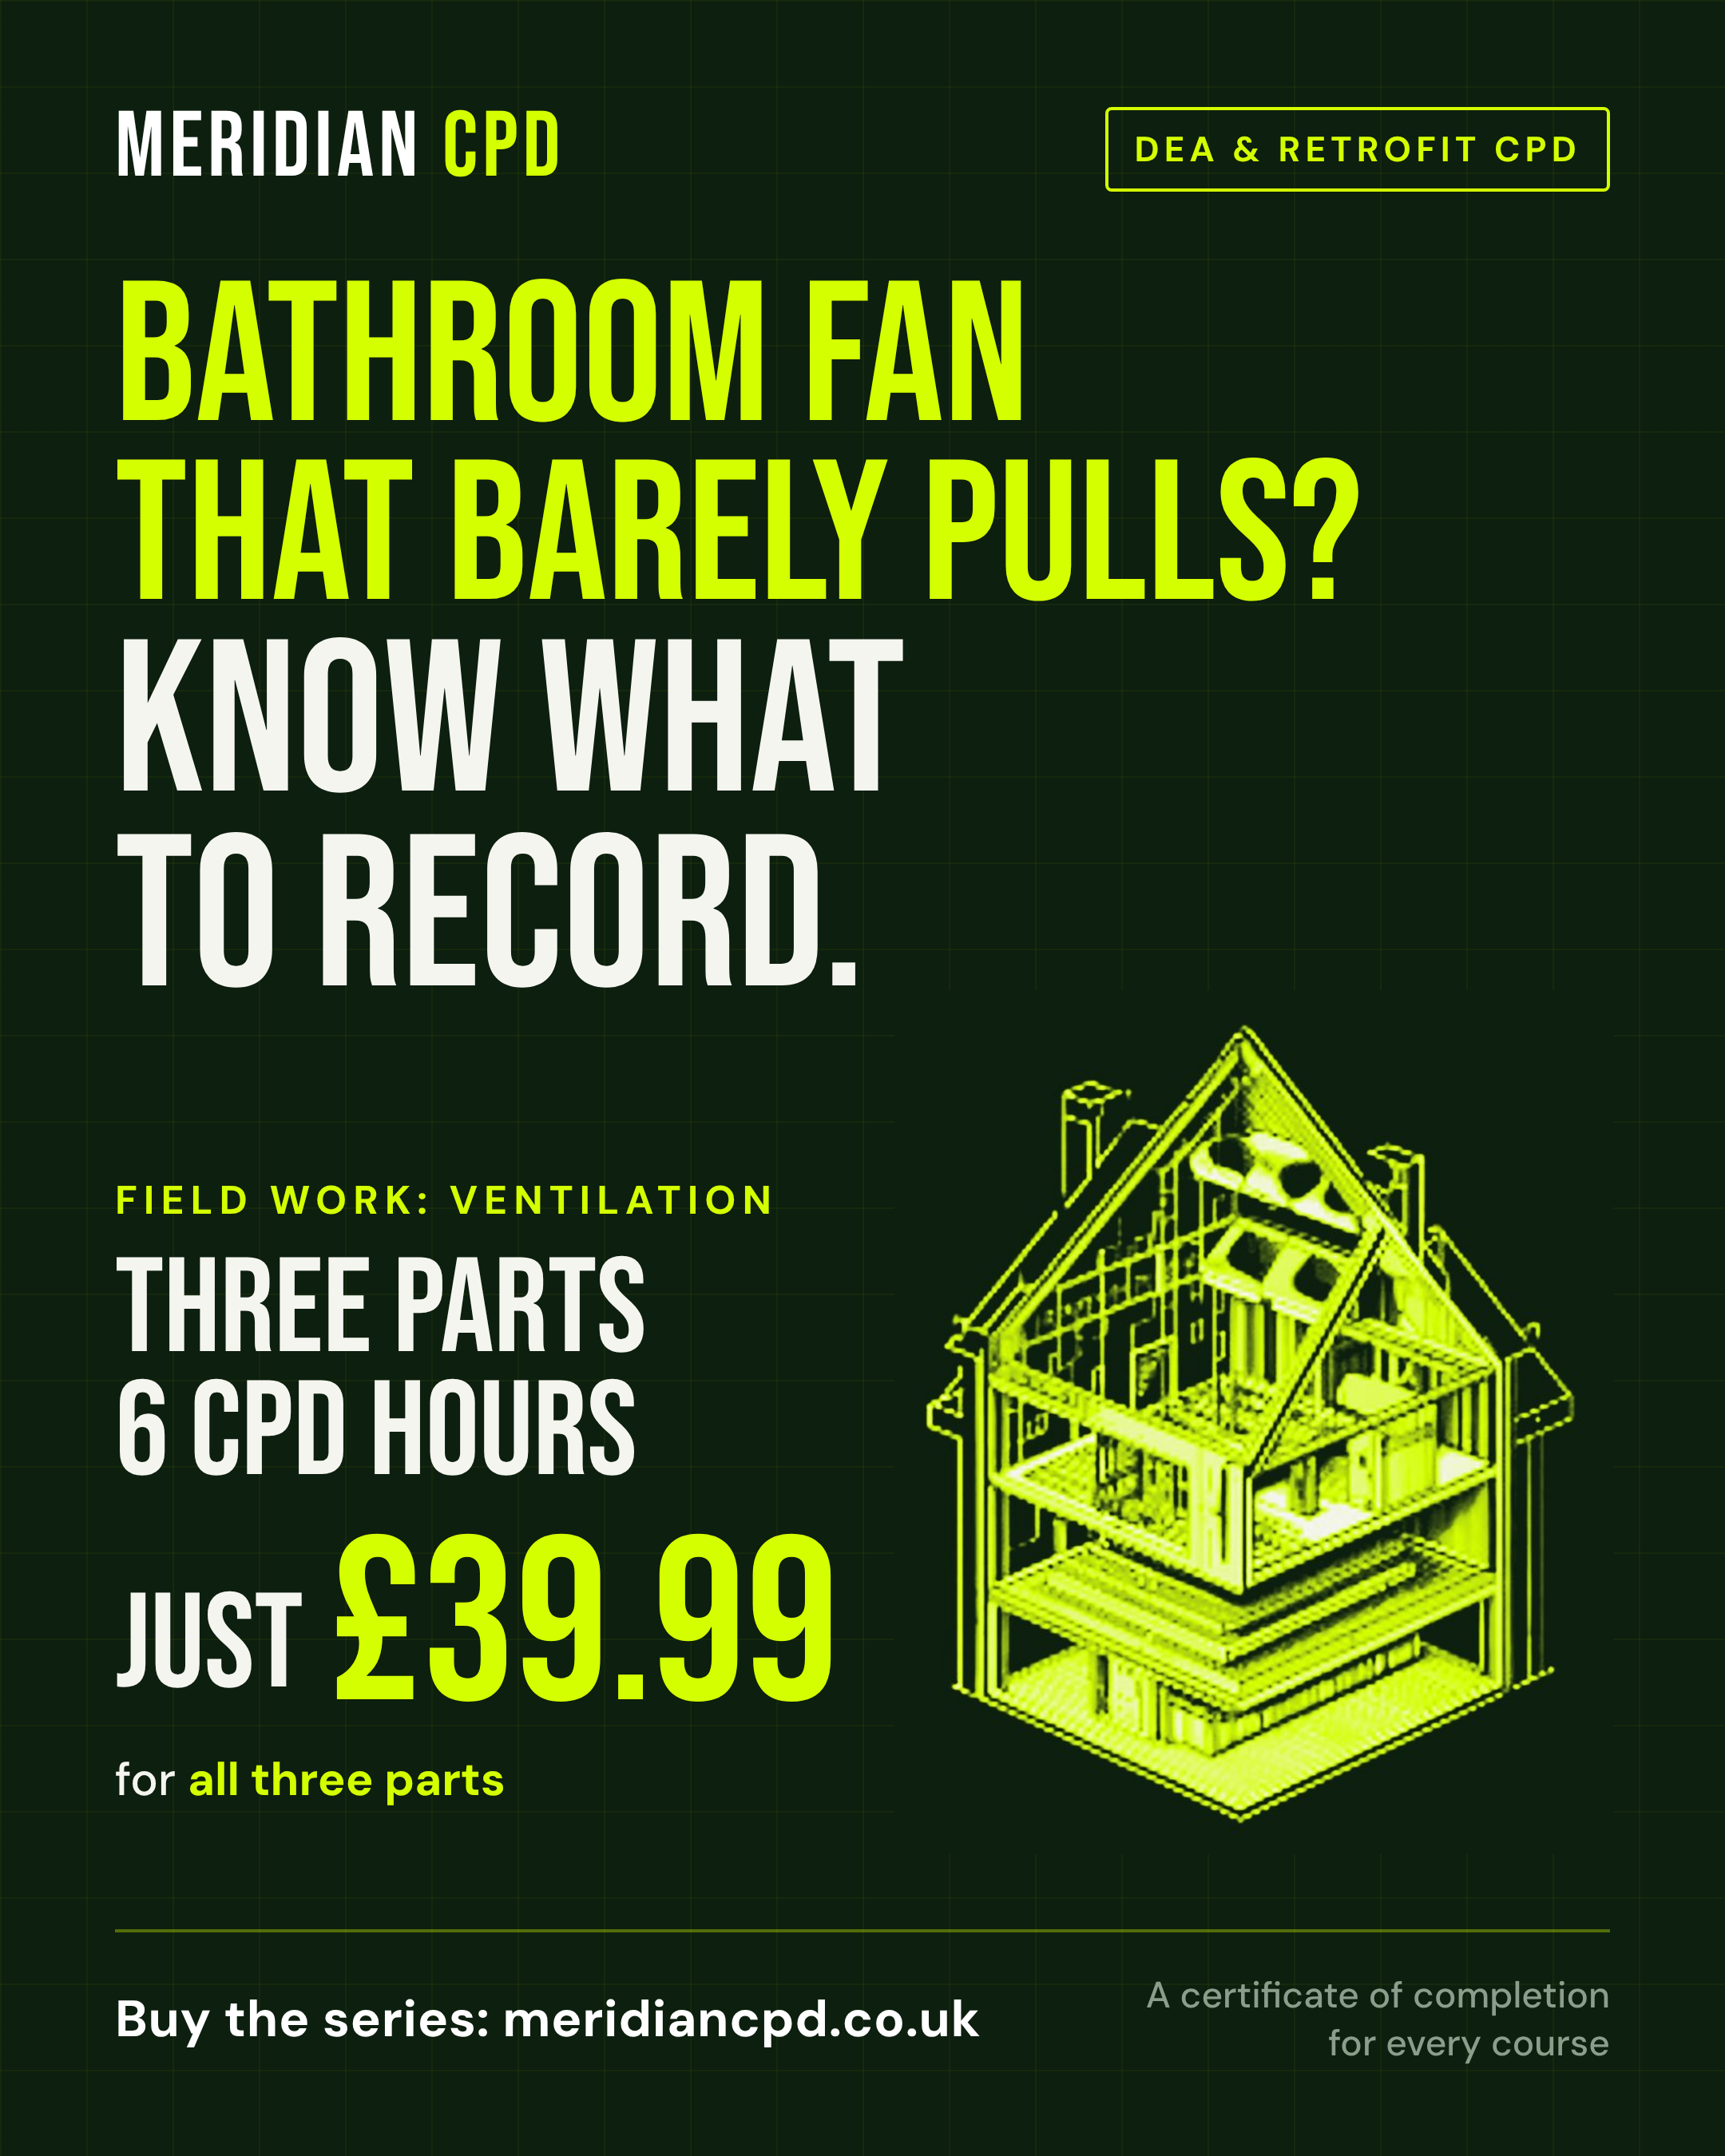 MERIDIAN CPD
DEA & RETROFIT CPD
BATHROOM FAN
THAT BARELY PULLS?
KNOW WHAT
TO RECORD.
FIELD WORK: VENTILATION
THREE PARTS
6 CPD HOURS
JUST £39.99
for all three parts
Buy the series: meridiancpd.co.uk
A certificate of completion
for every course